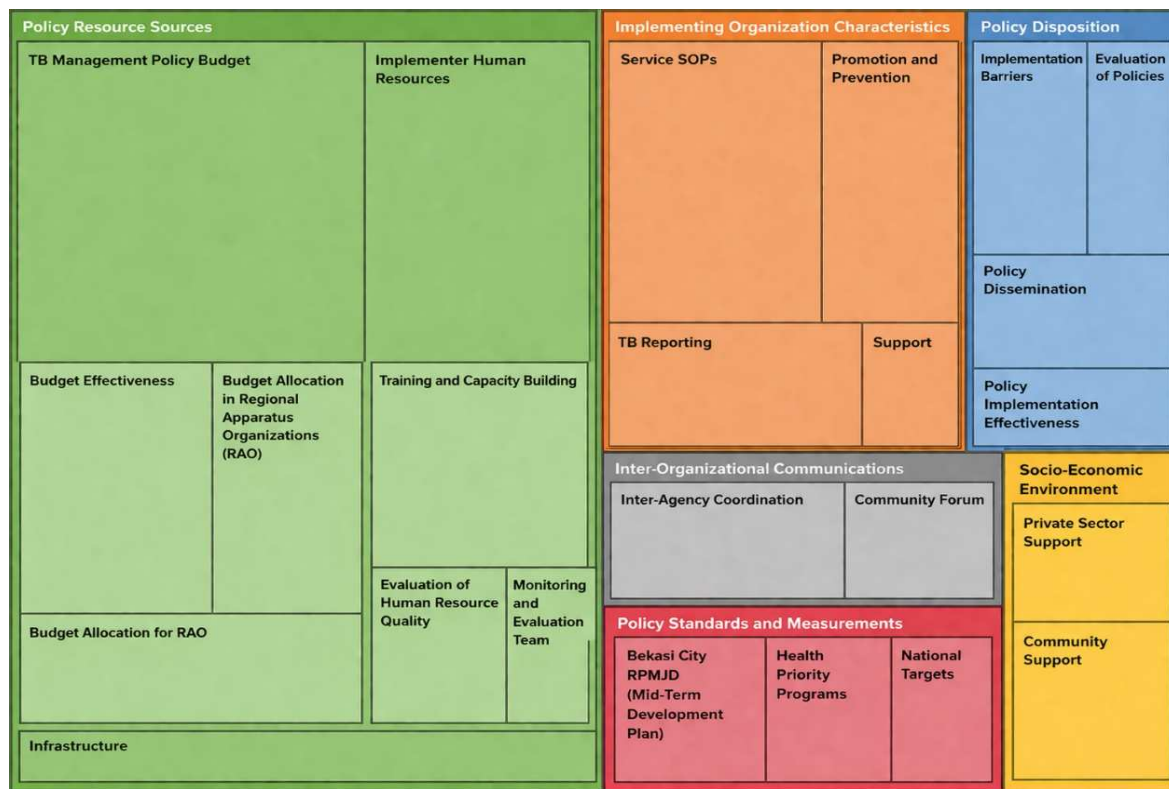 Policy Resource Sources
TB Management Policy Budget
Implementer Human
Resources
Budget Effectiveness
Budget Allocation
in Regional
Apparatus
Organizations
(RAO)
Training and Capacity Building
Budget Allocation for RAO
Evaluation of
Human Resource
Quality
Monitoring
and
Evaluation
Team
Infrastructure
Implementing Organization Characteristics
Service SOPs
Promotion and
Prevention
TB Reporting
Support
Policy Disposition
Implementation
Barriers
Evaluation
of Policies
Policy
Dissemination
Policy
Implementation
Effectiveness
Inter-Organizational Communications
Inter-Agency Coordination
Community Forum
Socio-Economic
Environment
Private Sector
Support
Community
Support
Policy Standards and Measurements
Bekasi City
RPMJD
(Mid-Term
Development
Plan)
Health
Priority
Programs
National
Targets